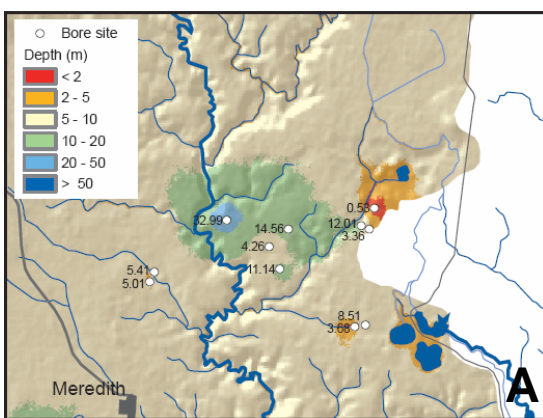 Bore site
Depth (m)
< 2
2 - 5
5 - 10
10 - 20
20 - 50
> 50
0.53
32.99
12.01
14.56
3.36
4.26
11.14
5.41
5.01
8.51
3.68
Meredith
A